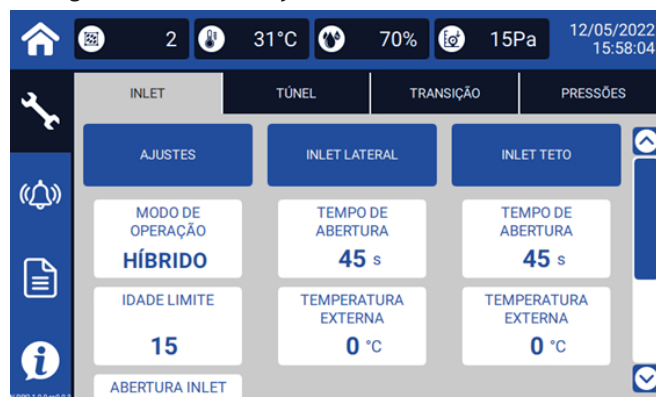 2
31°C
70%
15Pa
12/05/2022
15:58:04
INLET
TÚNEL
TRANSIÇÃO
PRESSÕES
AJUSTES
INLET LATERAL
INLET TETO
MODO DE
OPERAÇÃO
HÍBRIDO
TEMPO DE
ABERTURA
45 s
TEMPO DE
ABERTURA
45 s
IDADE LIMITE
15
TEMPERATURA
EXTERNA
0 °C
TEMPERATURA
EXTERNA
0 °C
ABERTURA INLET